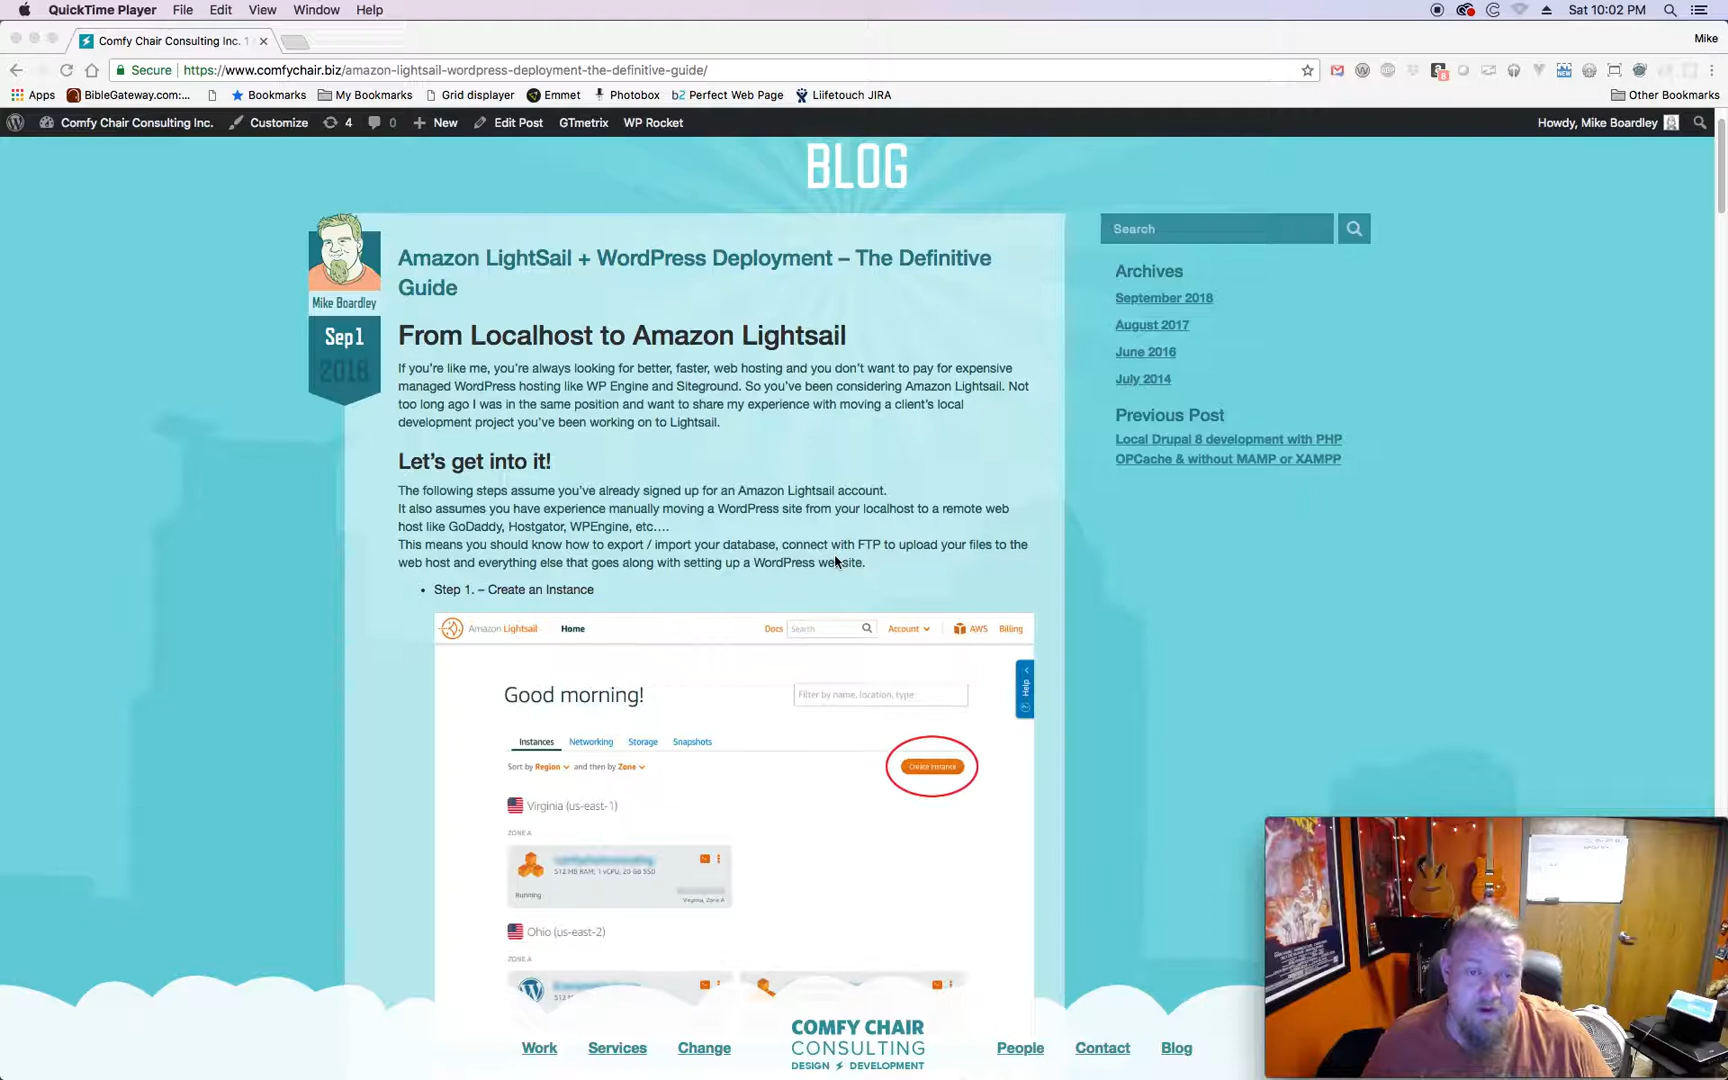 QuickTime Player File Edit View Window Help Sat 10:02 PM
Comfy Chair Consulting Inc. 1 Mike
Secure https://www.comfychair.biz/amazon-lightsail-wordpress-deployment-the-definitive-guide/
Apps BibleGateway.com:... Bookmarks My Bookmarks Grid displayer Emmet Photobox b2 Perfect Web Page Liifetouch JIRA Other Bookmarks
Comfy Chair Consulting Inc. Customize 4 0 New Edit Post GTmetrix WP Rocket Howdy, Mike Boardley
BLOG
Search
Amazon LightSail + WordPress Deployment – The Definitive
Guide
Mike Boardley
Sep 1
2018
From Localhost to Amazon Lightsail
If you're like me, you're always looking for better, faster, web hosting and you don't want to pay for expensive
managed WordPress hosting like WP Engine and Siteground. So you've been considering Amazon Lightsail. Not
too long ago I was in the same position and want to share my experience with moving a client's local
development project you've been working on to Lightsail.
Let's get into it!
The following steps assume you've already signed up for an Amazon Lightsail account.
It also assumes you have experience manually moving a WordPress site from your localhost to a remote web
host like GoDaddy, Hostgator, WPEngine, etc....
This means you should know how to export / import your database, connect with FTP to upload your files to the
web host and everything else that goes along with setting up a WordPress website.
• Step 1. – Create an Instance
Archives
September 2018
August 2017
June 2016
July 2014
Previous Post
Local Drupal 8 development with PHP
OPCache & without MAMP or XAMPP
Amazon Lightsail Home Docs Search Account AWS Billing
Help
Good morning! Filter by name, location, type
Instances Networking Storage Snapshots
Sort by Region and then by Zone Create instance
Virginia (us-east-1)
ZONE A
512 MB RAM, 1 vCPU, 20 GB SSD
Running Virginia, Zone A
Ohio (us-east-2)
ZONE A
Work Services Change
COMFY CHAIR
CONSULTING
DESIGN DEVELOPMENT
People Contact Blog